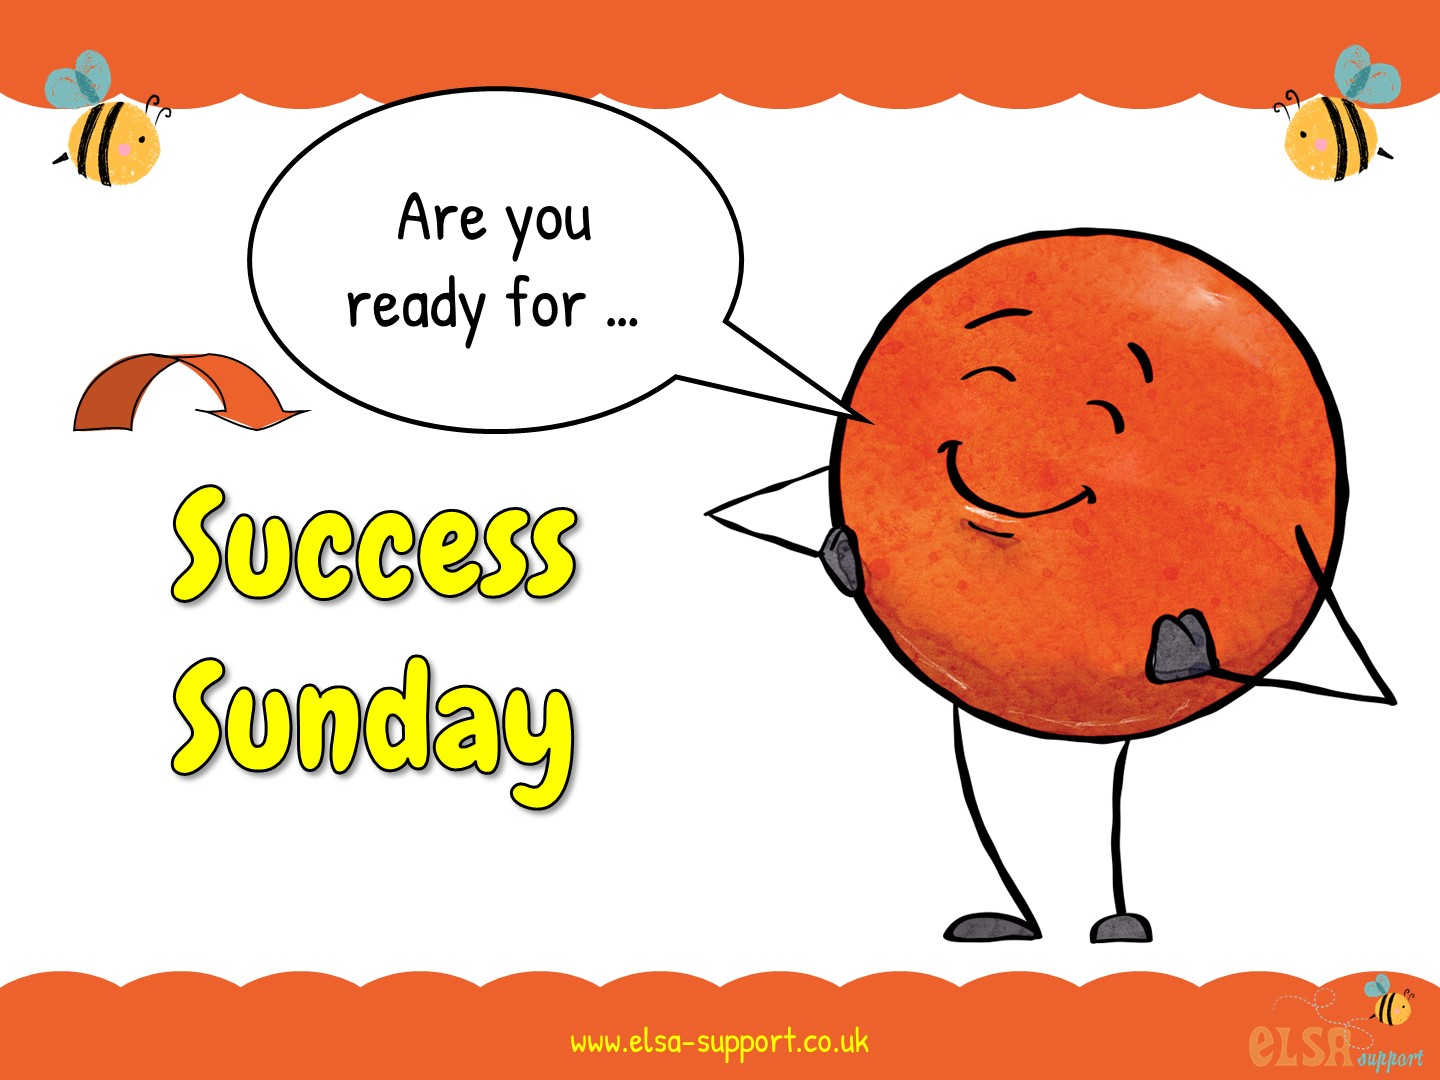 Are you
ready for ...
Success
Sunday
www.elsa-support.co.uk
ELSA
support